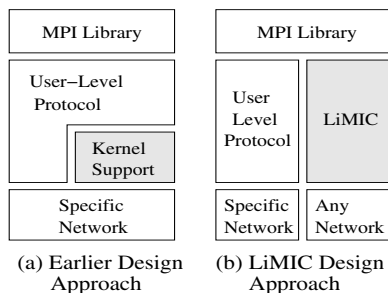 MPI Library
User-Level
Protocol
Kernel
Support
Specific
Network
(a) Earlier Design
Approach
MPI Library
User
Level
Protocol
LiMIC
Specific
Network
Any
Network
(b) LiMIC Design
Approach